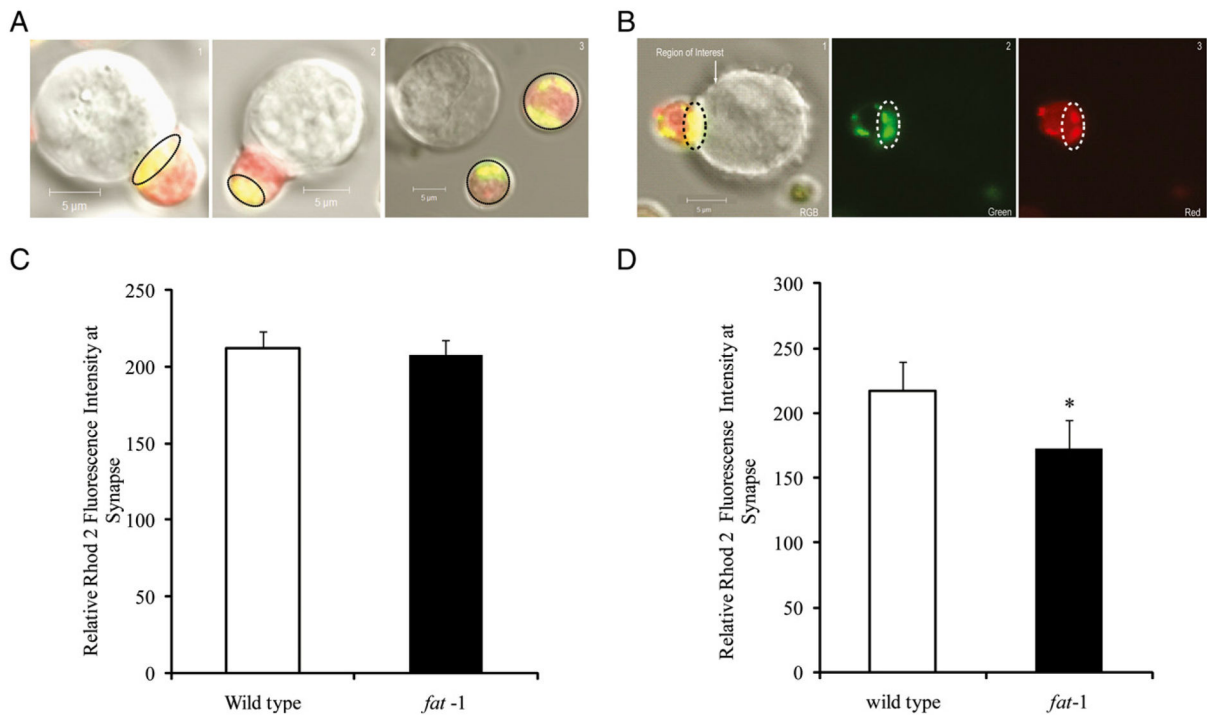 A
1
5 µm
2
5 µm
3
5 µm
B
Region of Interest
1
5 µm
RGB
2
Green
3
Red
C
Relative Rhod 2 Fluorescence Intensity at
Synapse
250
200
150
100
50
0
Wild type
fat -1
D
Relative Rhod 2 Fluorescense Intensity at
Synapse
300
250
200
150
100
50
0
*
wild type
fat-1